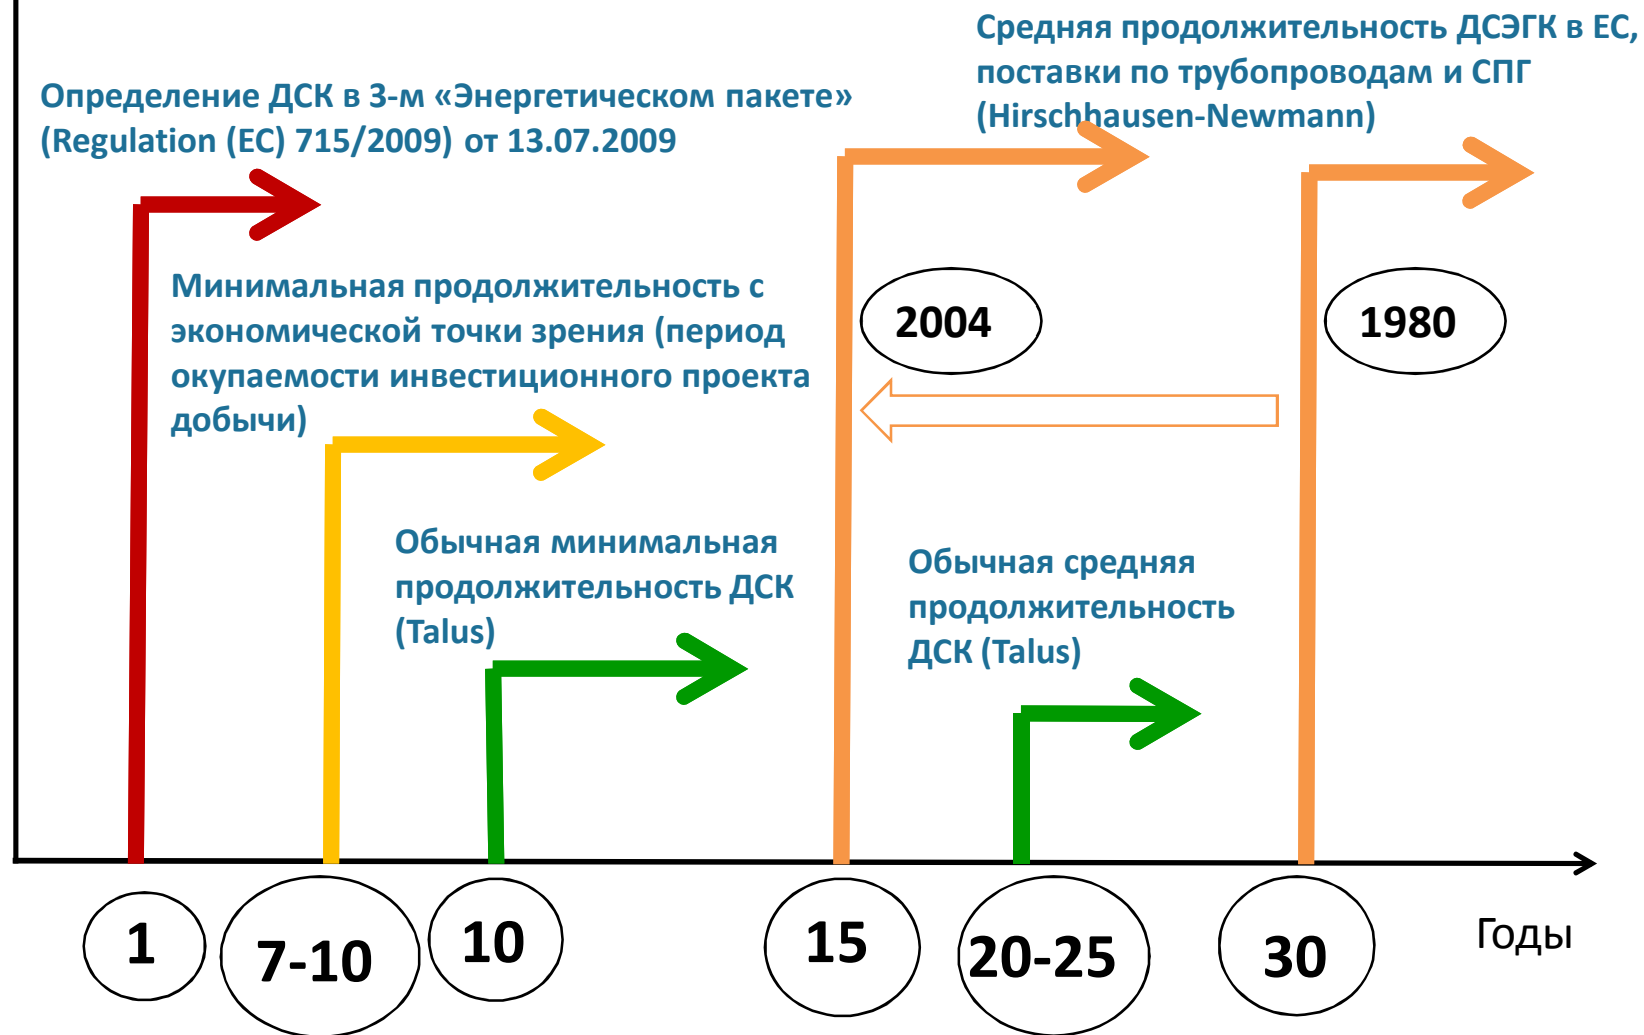 Средняя продолжительность ДСЭГК в ЕС,
поставки по трубопроводам и СПГ
(Hirschhausen-Newmann)
Определение ДСК в 3-м «Энергетическом пакете»
(Regulation (EC) 715/2009) от 13.07.2009
Минимальная продолжительность с
экономической точки зрения (период
окупаемости инвестиционного проекта
добычи)
2004
1980
Обычная минимальная
продолжительность ДСК
(Talus)
Обычная средняя
продолжительность
ДСК (Talus)
1
7-10
10
15
20-25
30
Годы